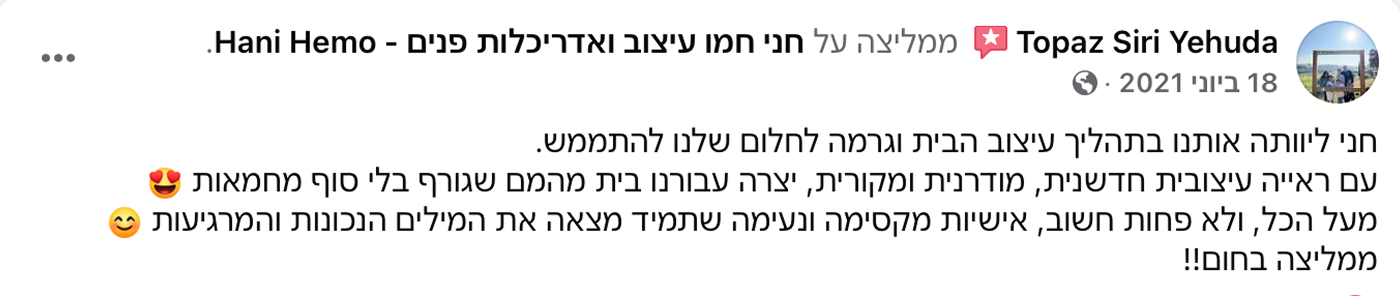 Topaz Siri Yehuda ממליצה על חני חמו עיצוב ואדריכלות פנים - Hani Hemo.
18 ביוני 2021 ·
חני ליוותה אותנו בתהליך עיצוב הבית וגרמה לחלום שלנו להתממש.
עם ראייה עיצובית חדשנית, מודרנית ומקורית, יצרה עבורנו בית מהמם שגורף בלי סוף מחמאות 😍
מעל הכל, ולא פחות חשוב, אישיות מקסימה ונעימה שתמיד מצאה את המילים הנכונות והמרגיעות 😊
ממליצה בחום!!